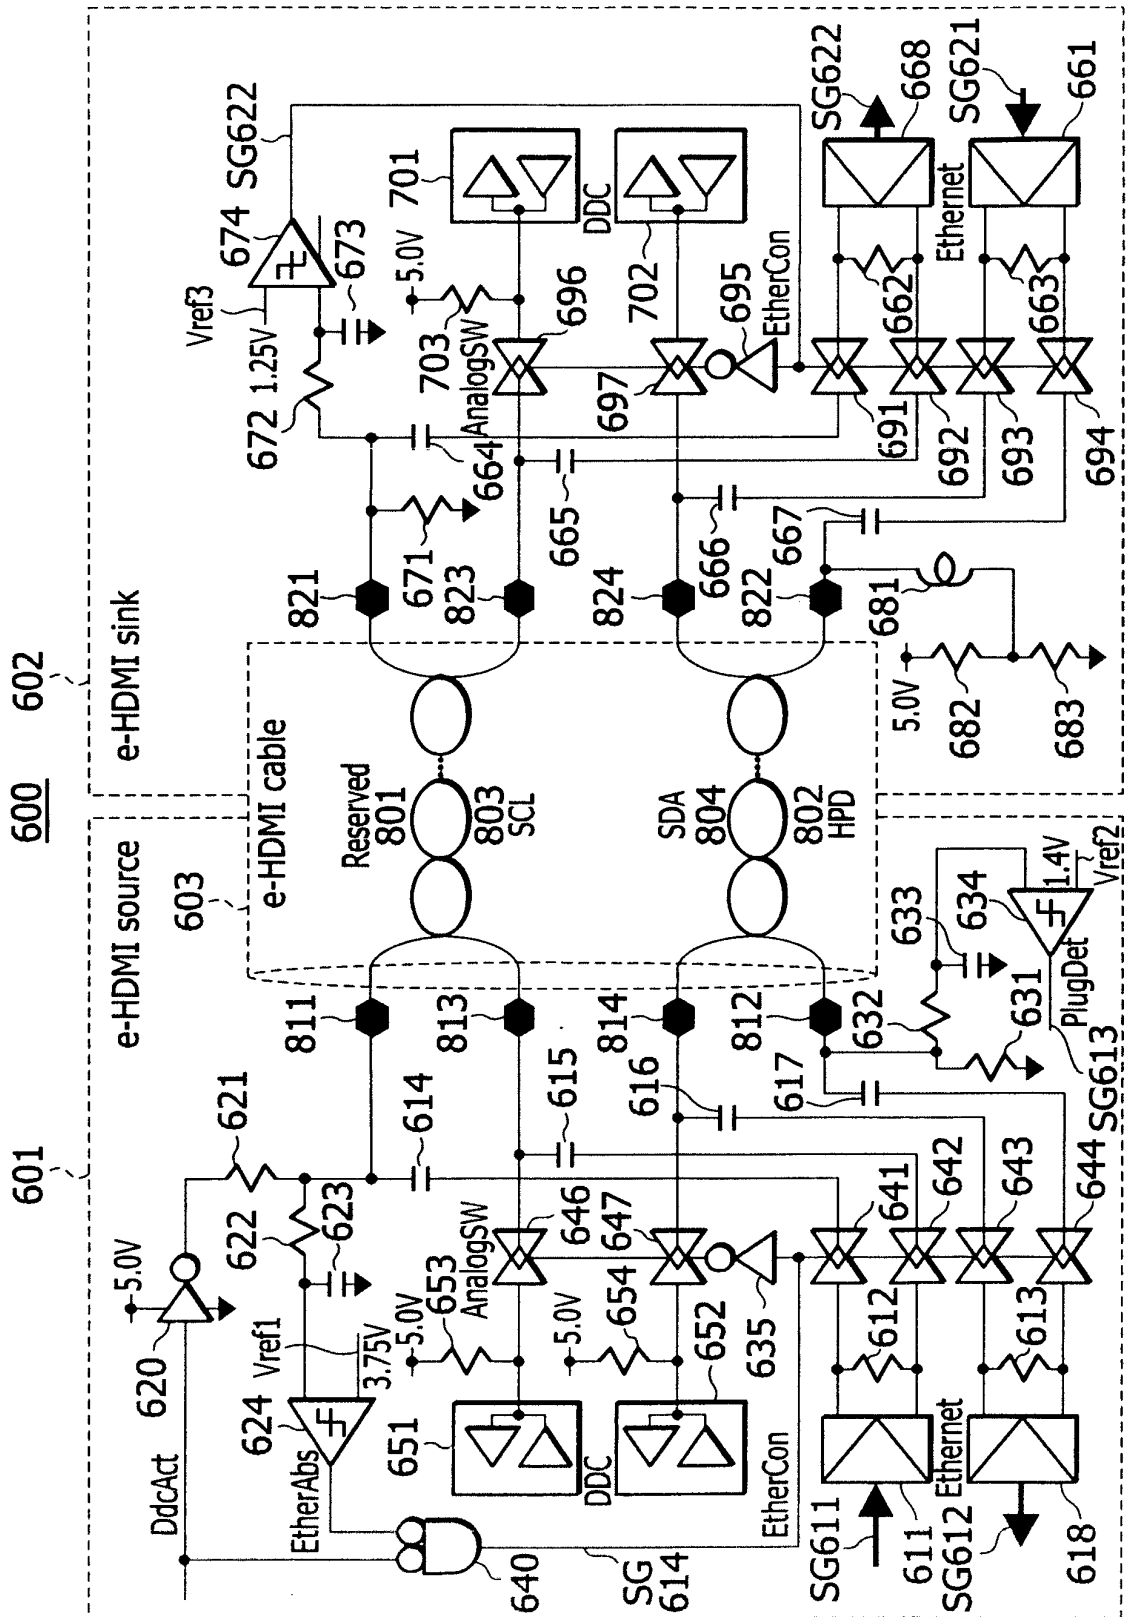 600
601
e-HDMI source
602
e-HDMI sink
603
e-HDMI cable
DdcAct
5.0V
620
621
622
623
Vref1
3.75V
624
EtherAbs
640
SG
614
EtherCon
635
5.0V
653
AnalogSW
646
651
DDC
5.0V
654
647
652
614
615
616
617
811
813
814
812
641
642
643
644
612
613
SG611
611
Ethernet
SG612
618
632
633
634
631
1.4V
Vref2
PlugDet
SG613
Reserved
801
803
SCL
SDA
804
802
HPD
821
823
824
822
671
672
Vref3
1.25V
673
674
SG622
664
665
666
667
5.0V
703
AnalogSW
696
701
DDC
702
697
695
EtherCon
691
692
693
694
662
663
SG622
668
Ethernet
SG621
661
681
5.0V
682
683